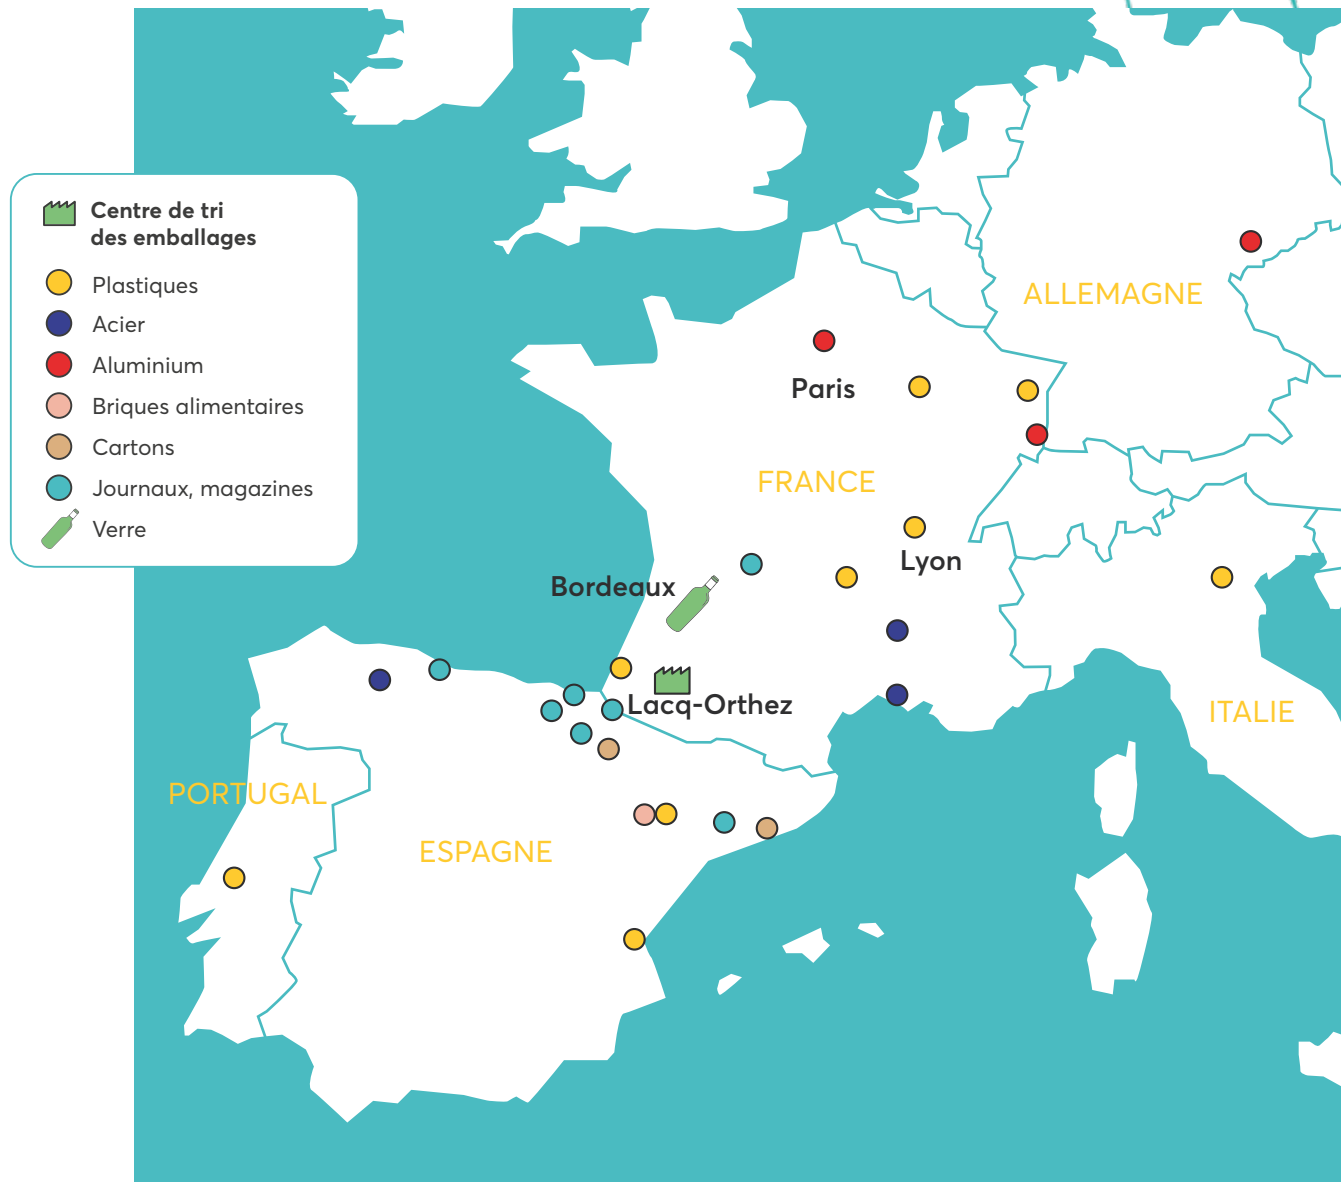 Centre de tri
des emballages
Plastiques
Acier
Aluminium
Briques alimentaires
Cartons
Journaux, magazines
Verre
ALLEMAGNE
Paris
FRANCE
Lyon
Bordeaux
Lacq-Orthez
ITALIE
PORTUGAL
ESPAGNE